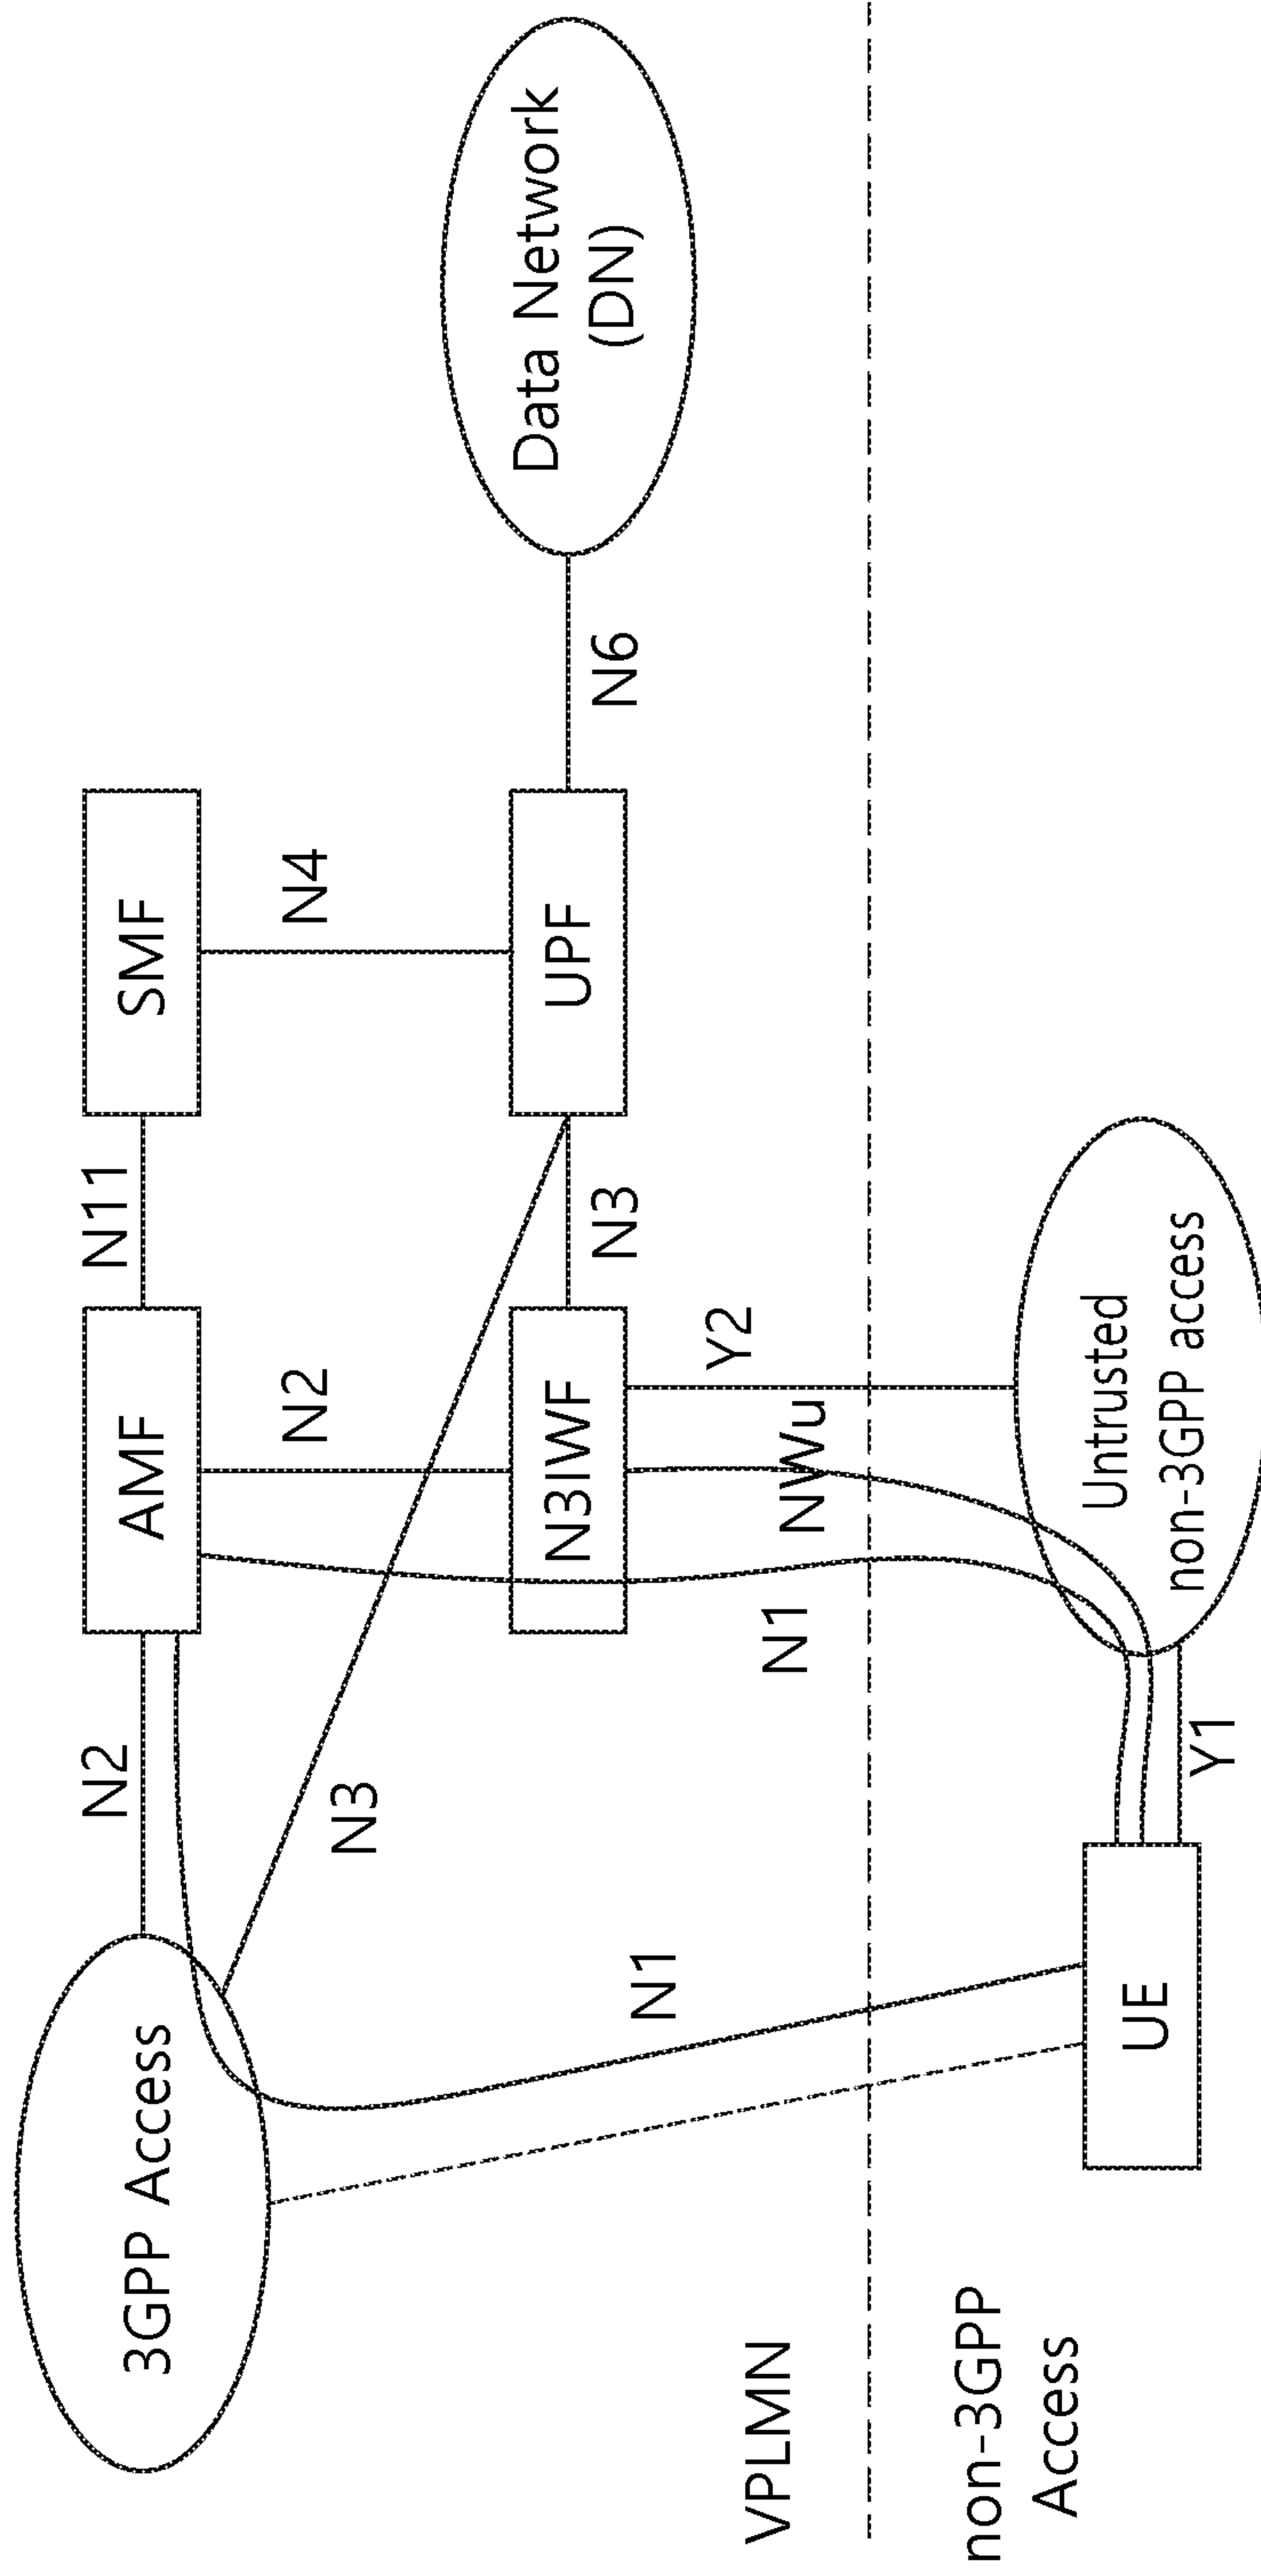 3GPP Access
N2
AMF
N11
SMF
N2
N4
N3
N3IWF
N3
UPF
N6
Data Network
(DN)
N1
N1
NWu
Y2
VPLMN
non-3GPP
Access
UE
Y1
Untrusted
non-3GPP access